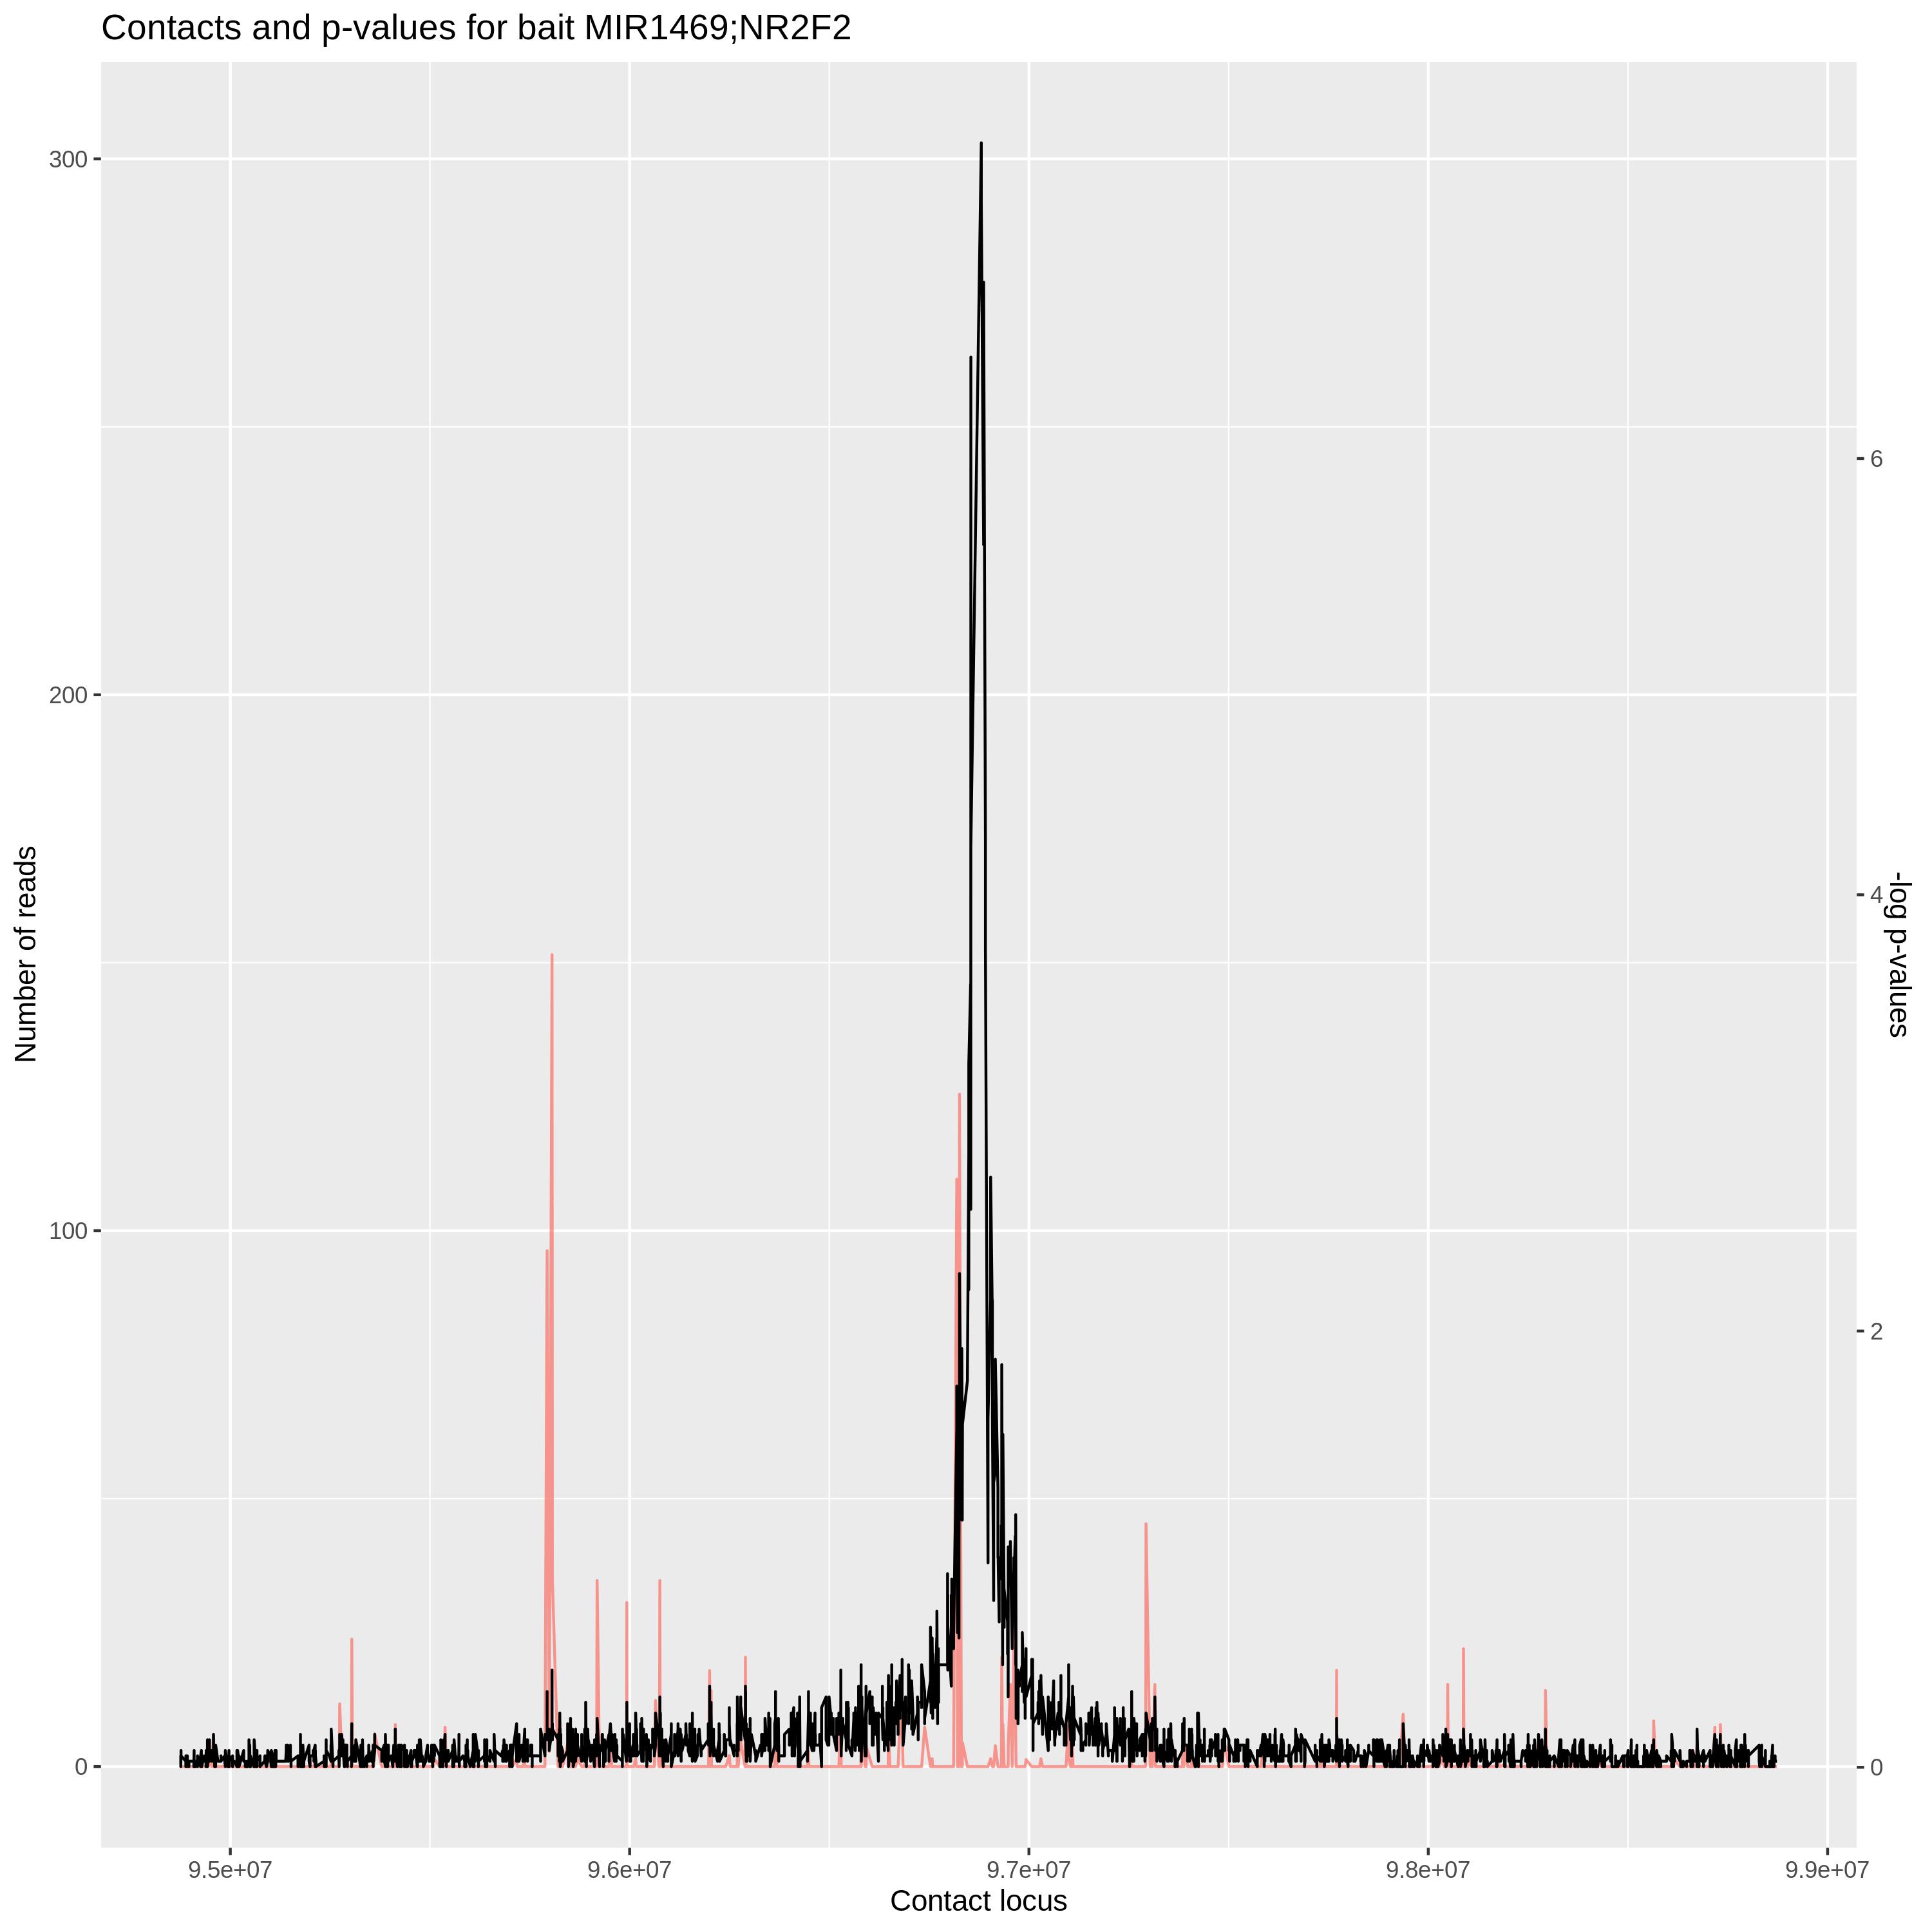 Contacts and p-values for bait MIR1469;NR2F2
300
200
100
0
Number of reads
6
4
2
0
-log p-values
9.5e+07
9.6e+07
9.7e+07
9.8e+07
9.9e+07
Contact locus